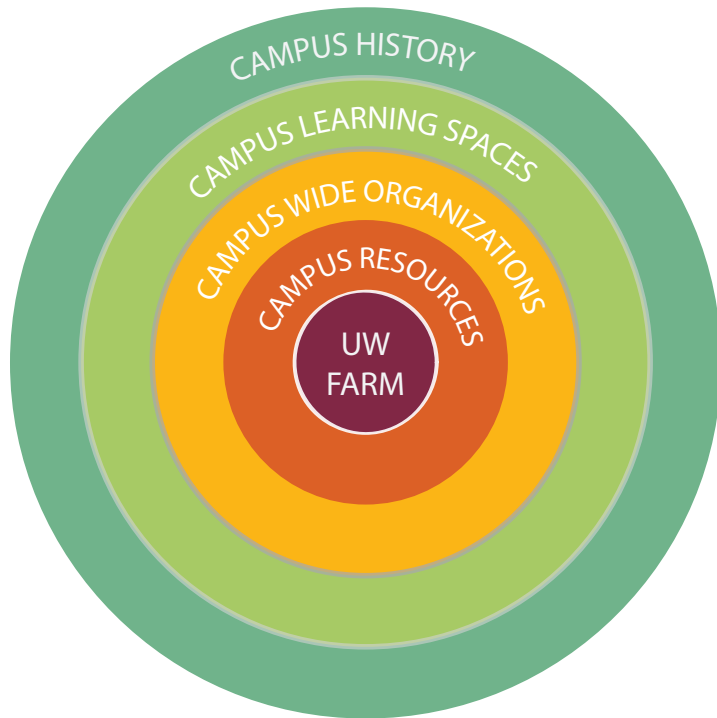 CAMPUS HISTORY
CAMPUS LEARNING SPACES
CAMPUS WIDE ORGANIZATIONS
CAMPUS RESOURCES
UW
FARM